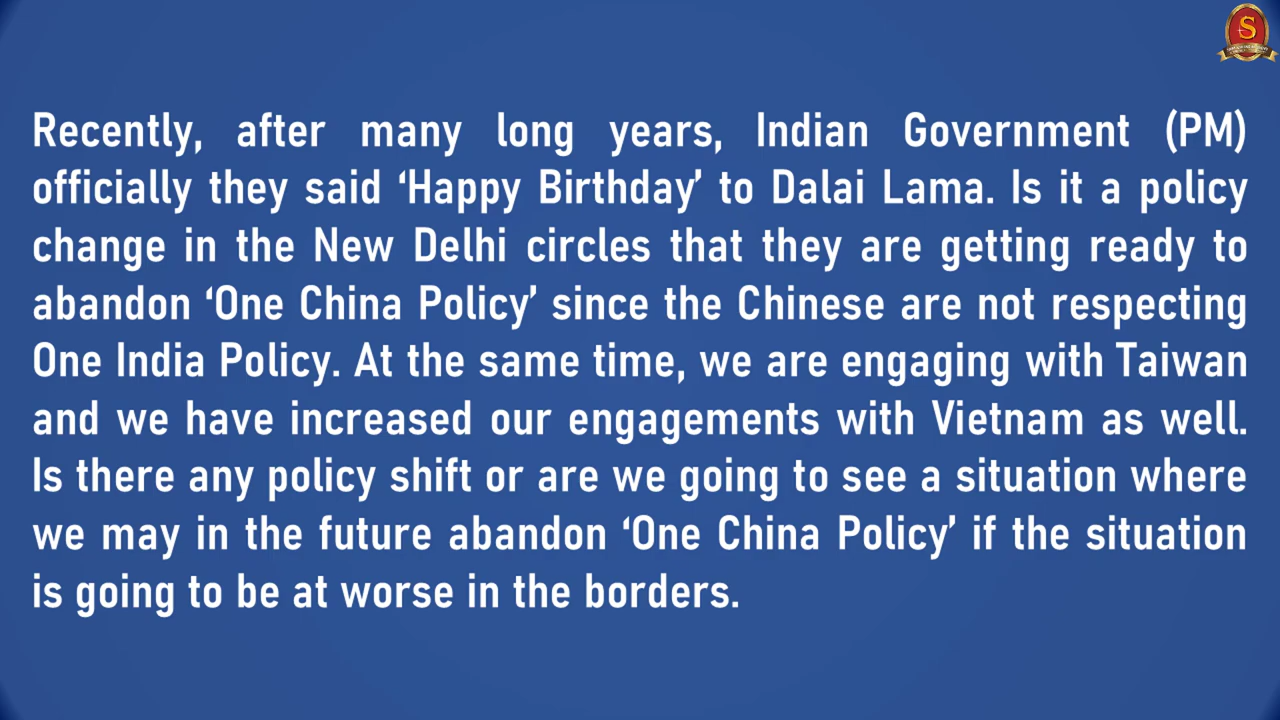 S
Recently, after many long years, Indian Government (PM)
officially they said ‘Happy Birthday’ to Dalai Lama. Is it a policy
change in the New Delhi circles that they are getting ready to
abandon ‘One China Policy’ since the Chinese are not respecting
One India Policy. At the same time, we are engaging with Taiwan
and we have increased our engagements with Vietnam as well.
Is there any policy shift or are we going to see a situation where
we may in the future abandon ‘One China Policy’ if the situation
is going to be at worse in the borders.